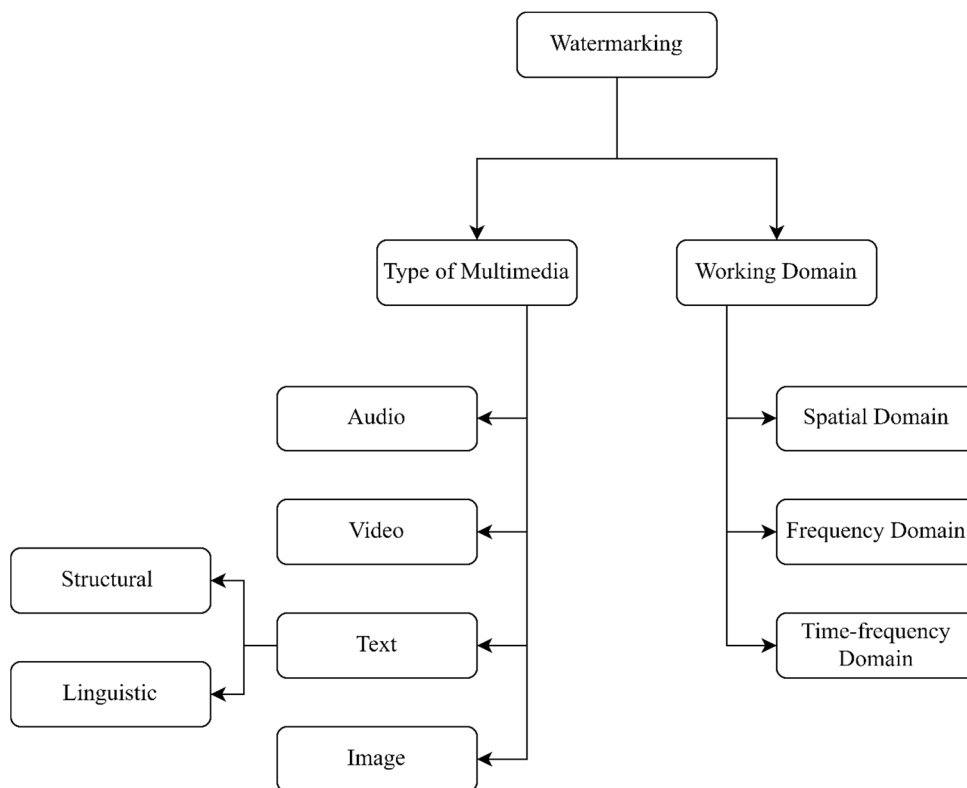 Watermarking
Type of Multimedia
Working Domain
Audio
Spatial Domain
Video
Frequency Domain
Structural
Text
Time-frequency
Domain
Linguistic
Image